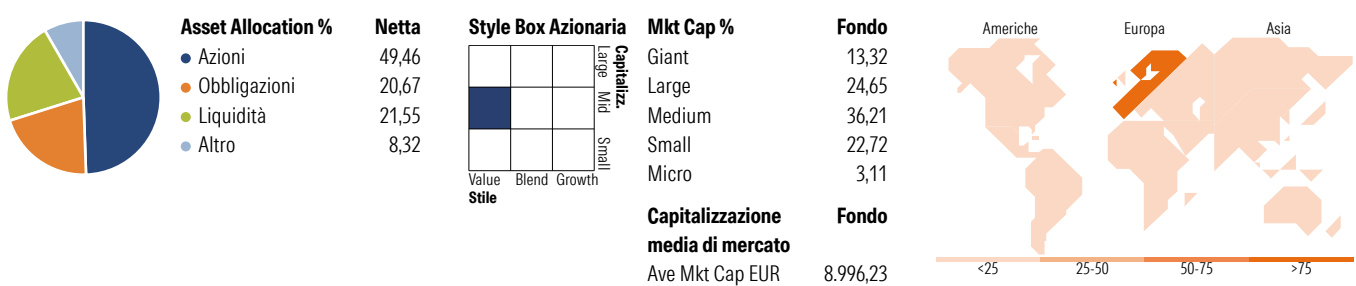 Asset Allocation % Netta
Azioni 49,46
Obbligazioni 20,67
Liquidità 21,55
Altro 8,32
Style Box Azionaria
Capitalizz.
Large Mid Small
Value Blend Growth
Stile
Mkt Cap % Fondo
Giant 13,32
Large 24,65
Medium 36,21
Small 22,72
Micro 3,11
Capitalizzazione Fondo
media di mercato
Ave Mkt Cap EUR 8.996,23
Americhe Europa Asia
<25 25-50 50-75 >75